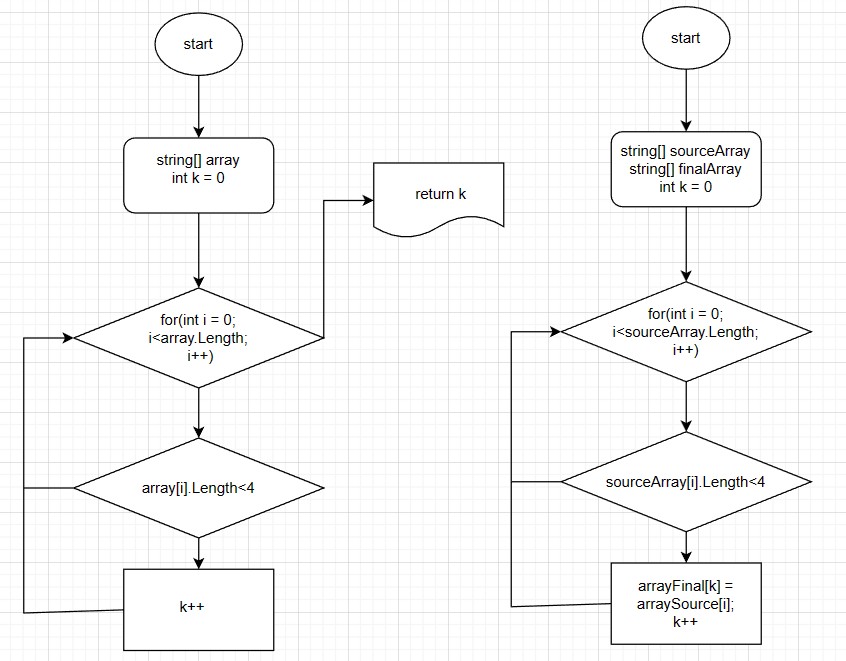 start
string[] array
int k = 0
return k
for(int i = 0;
i<array.Length;
i++)
array[i].Length<4
k++
start
string[] sourceArray
string[] finalArray
int k = 0
for(int i = 0;
i<sourceArray.Length;
i++)
sourceArray[i].Length<4
arrayFinal[k] =
arraySource[i];
k++